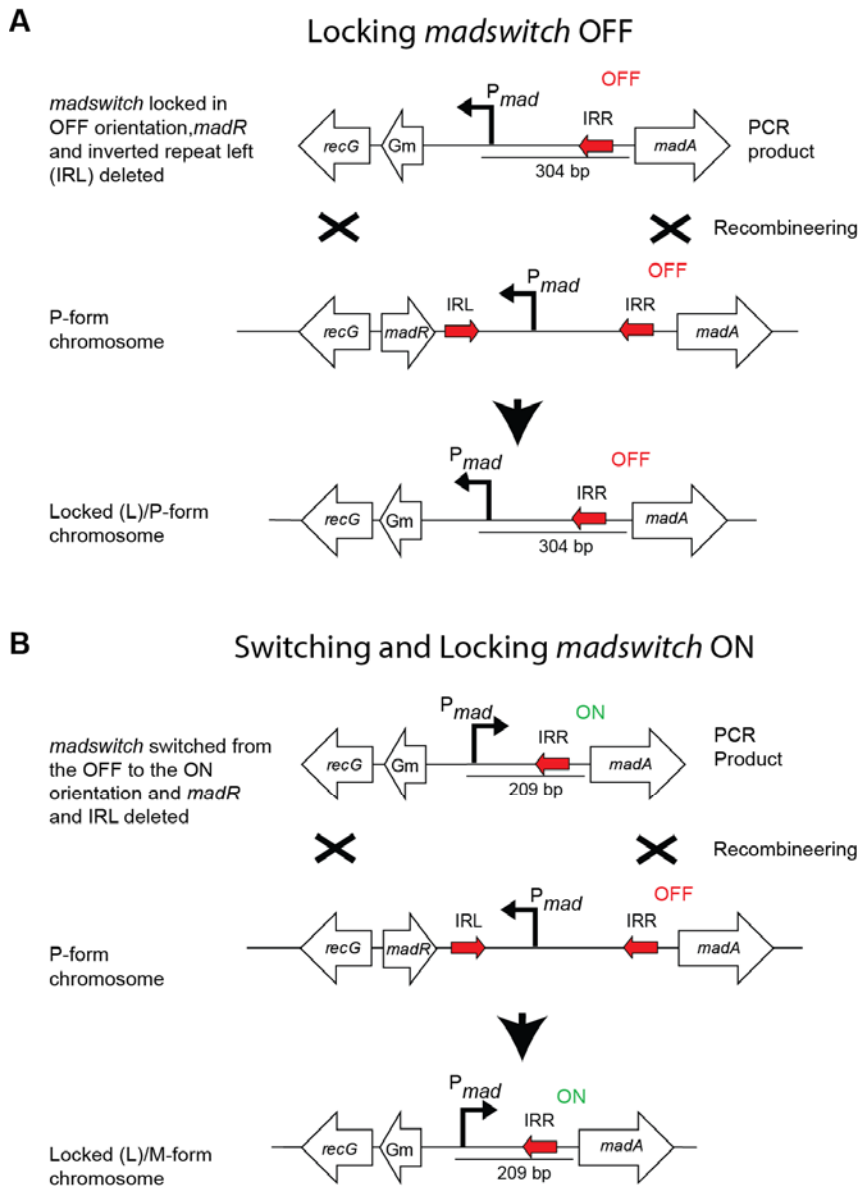 A
Locking madswitch OFF
madswitch locked in
OFF orientation,madR
and inverted repeat left
(IRL) deleted
Pmad
OFF
IRR
recG
Gm
madA
304 bp
PCR
product
Recombineering
P-form
chromosome
OFF
Pmad
IRL
IRR
recG
madR
madA
Locked (L)/P-form
chromosome
Pmad
OFF
IRR
recG
Gm
madA
304 bp
B
Switching and Locking madswitch ON
madswitch switched from
the OFF to the ON
orientation and madR
and IRL deleted
Pmad
ON
IRR
recG
Gm
madA
209 bp
PCR
Product
Recombineering
P-form
chromosome
OFF
Pmad
IRL
IRR
recG
madR
madA
Locked (L)/M-form
chromosome
Pmad
ON
IRR
recG
Gm
madA
209 bp